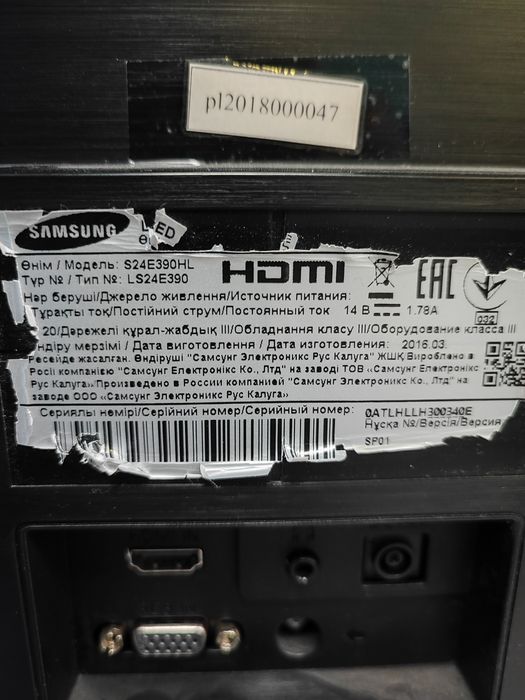 pl2018000047
SAMSUNG
Өнім / Модель: S24E390HL
Түр № / Тип №: LS24E390
HDMI
EAC
032
Нәр беруші/Джерело живлення/Источник питания:
Тұрақты тоқ/Постійний струм/Постоянный ток 14 В 1.78A
20/Дәрежелі құрал-жабдық III/Обладнання класу III/Оборудование класса III
ндіру мерзімі / Дата виготовлення / Дата изготовления: 2016.03.
Ресейде жасалған. Өндіруші "Самсунг Электроникс Рус Калуга" ЖШҚ Вироблено в
Росії компанією "Самсунг Електронікс Ко., Лтд" на заводі ТОВ «Самсунг
Рус Калуга»Произведено в России компанией "Самсунг Электроникс Ко., Лтд" на
заводе ООО «Самсунг Электроникс Рус Калуга»
Сериялы нөмірі/Серійний номер/Серийный номер: 0ATLHLLH300340E
Нұсқа №/Версія/Версия
SP01